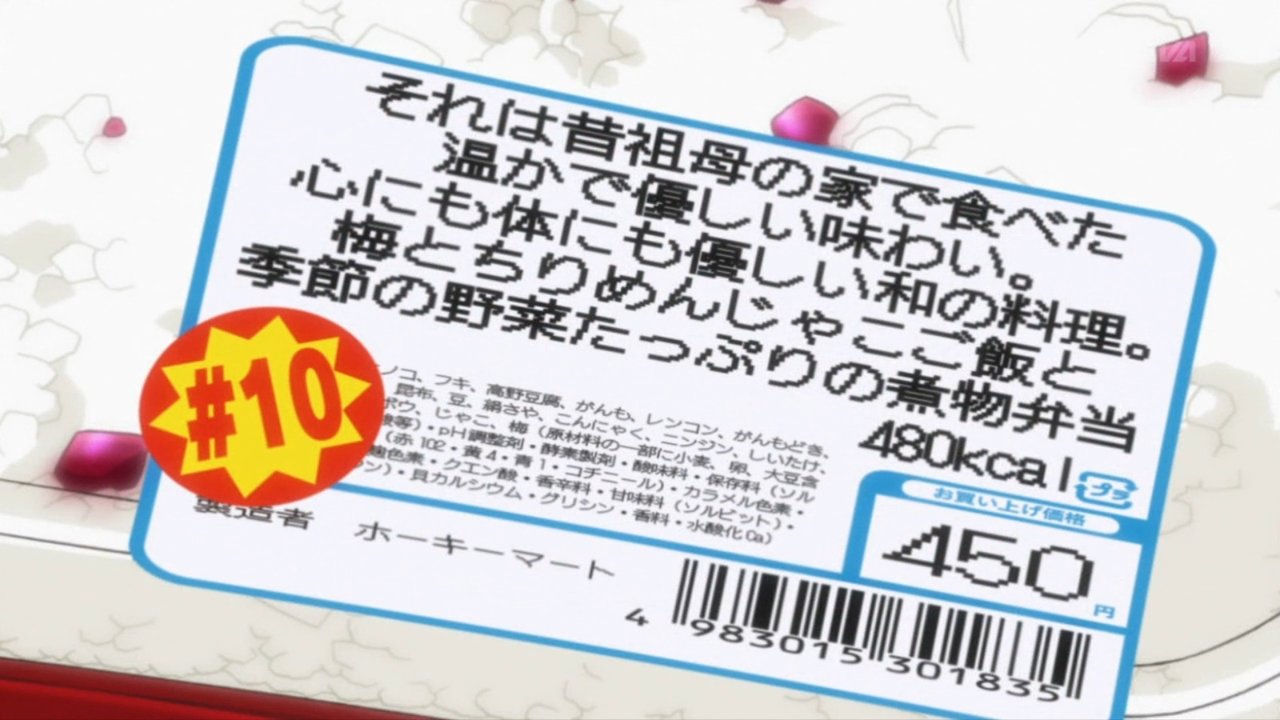 それは昔祖母の家で食べた
温かで優しい味わい。
心にも体にも優しい和の料理。
梅とちりめんじゃこご飯と
季節の野菜たっぷりの煮物弁当
480kcal
プラ
#10
ノコ、フキ、高野豆腐、がんも、レンコン、がんもどき、
昆布、豆、絹さや、こんにゃく、ニンジン、しいたけ、
ボウ、じゃこ、梅（原材料の一部に小麦、卵、大豆含
等）・pH調整剤・酵素製剤・酸味料・保存料（ソル
（赤102・黄4・青1・コチニール）・カラメル色素・
麹色素・クエン酸・香辛料・甘味料（ソルビット）・
ン）・貝カルシウム・グリシン・香料・水酸化Ca）
お買い上げ価格
450円
製造者 ホーキーマート
4 983015 301835